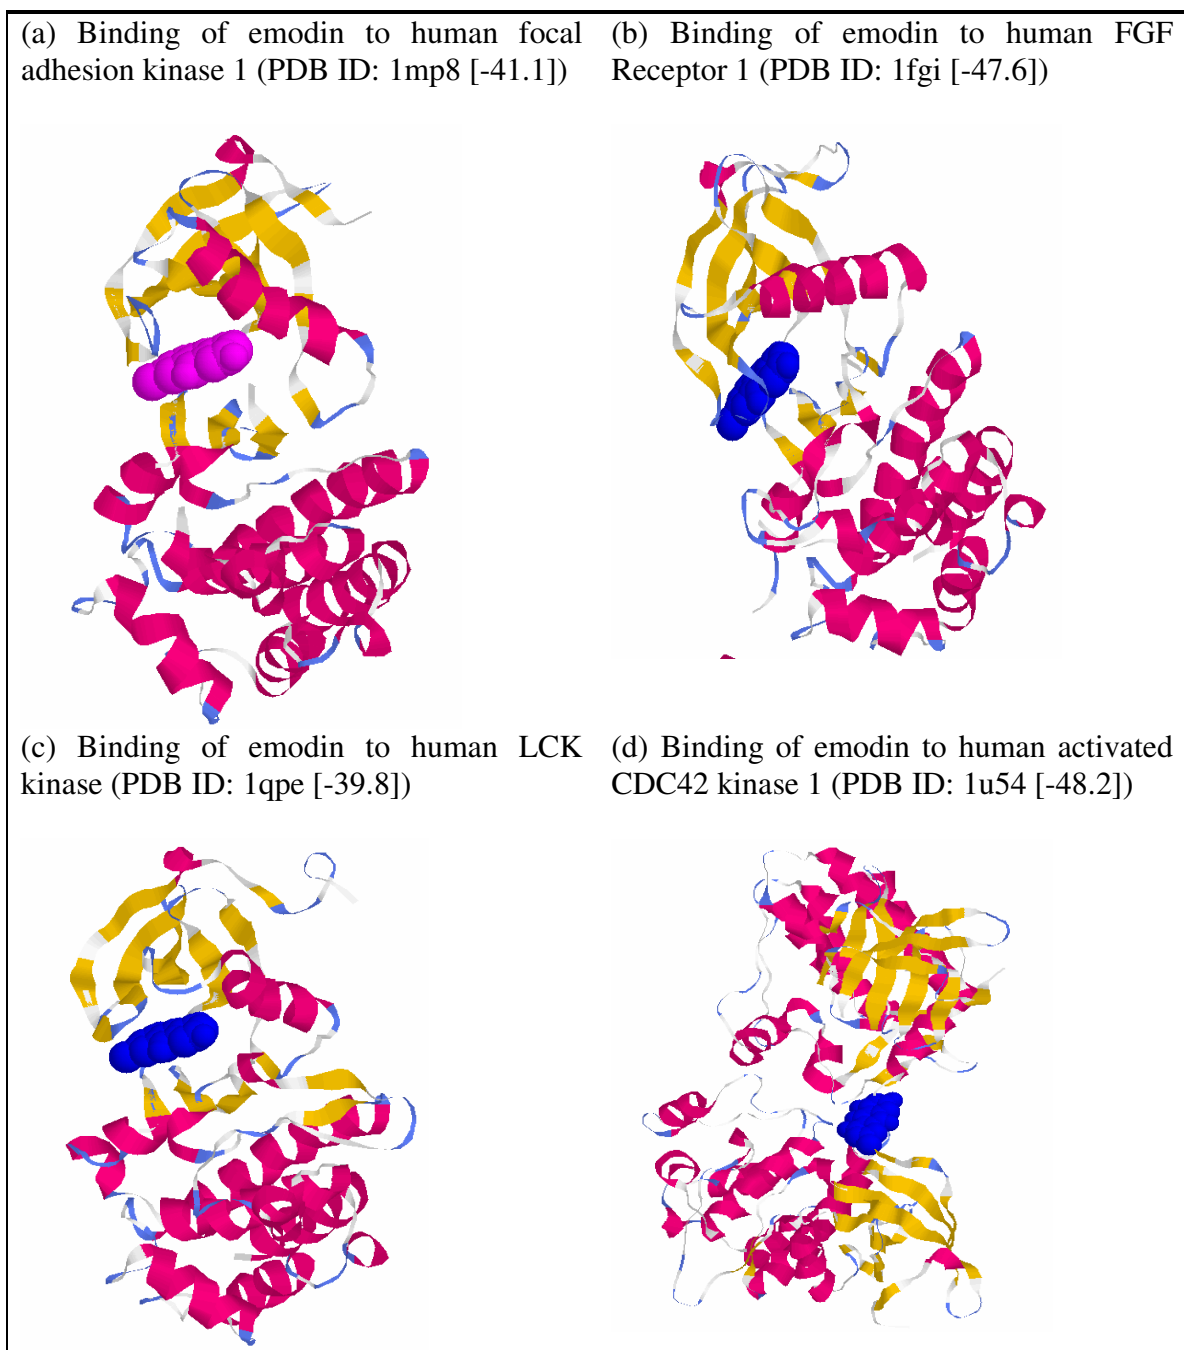 (a) Binding of emodin to human focal
adhesion kinase 1 (PDB ID: 1mp8 [-41.1])
(b) Binding of emodin to human FGF
Receptor 1 (PDB ID: 1fgi [-47.6])
(c) Binding of emodin to human LCK
kinase (PDB ID: 1qpe [-39.8])
(d) Binding of emodin to human activated
CDC42 kinase 1 (PDB ID: 1u54 [-48.2])